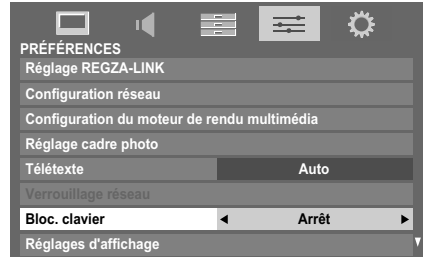 PRÉFÉRENCES
Réglage REGZA-LINK
Configuration réseau
Configuration du moteur de rendu multimédia
Réglage cadre photo
Télétexte Auto
Verrouillage réseau
Bloc. clavier ◀ Arrêt ▶
Réglages d'affichage